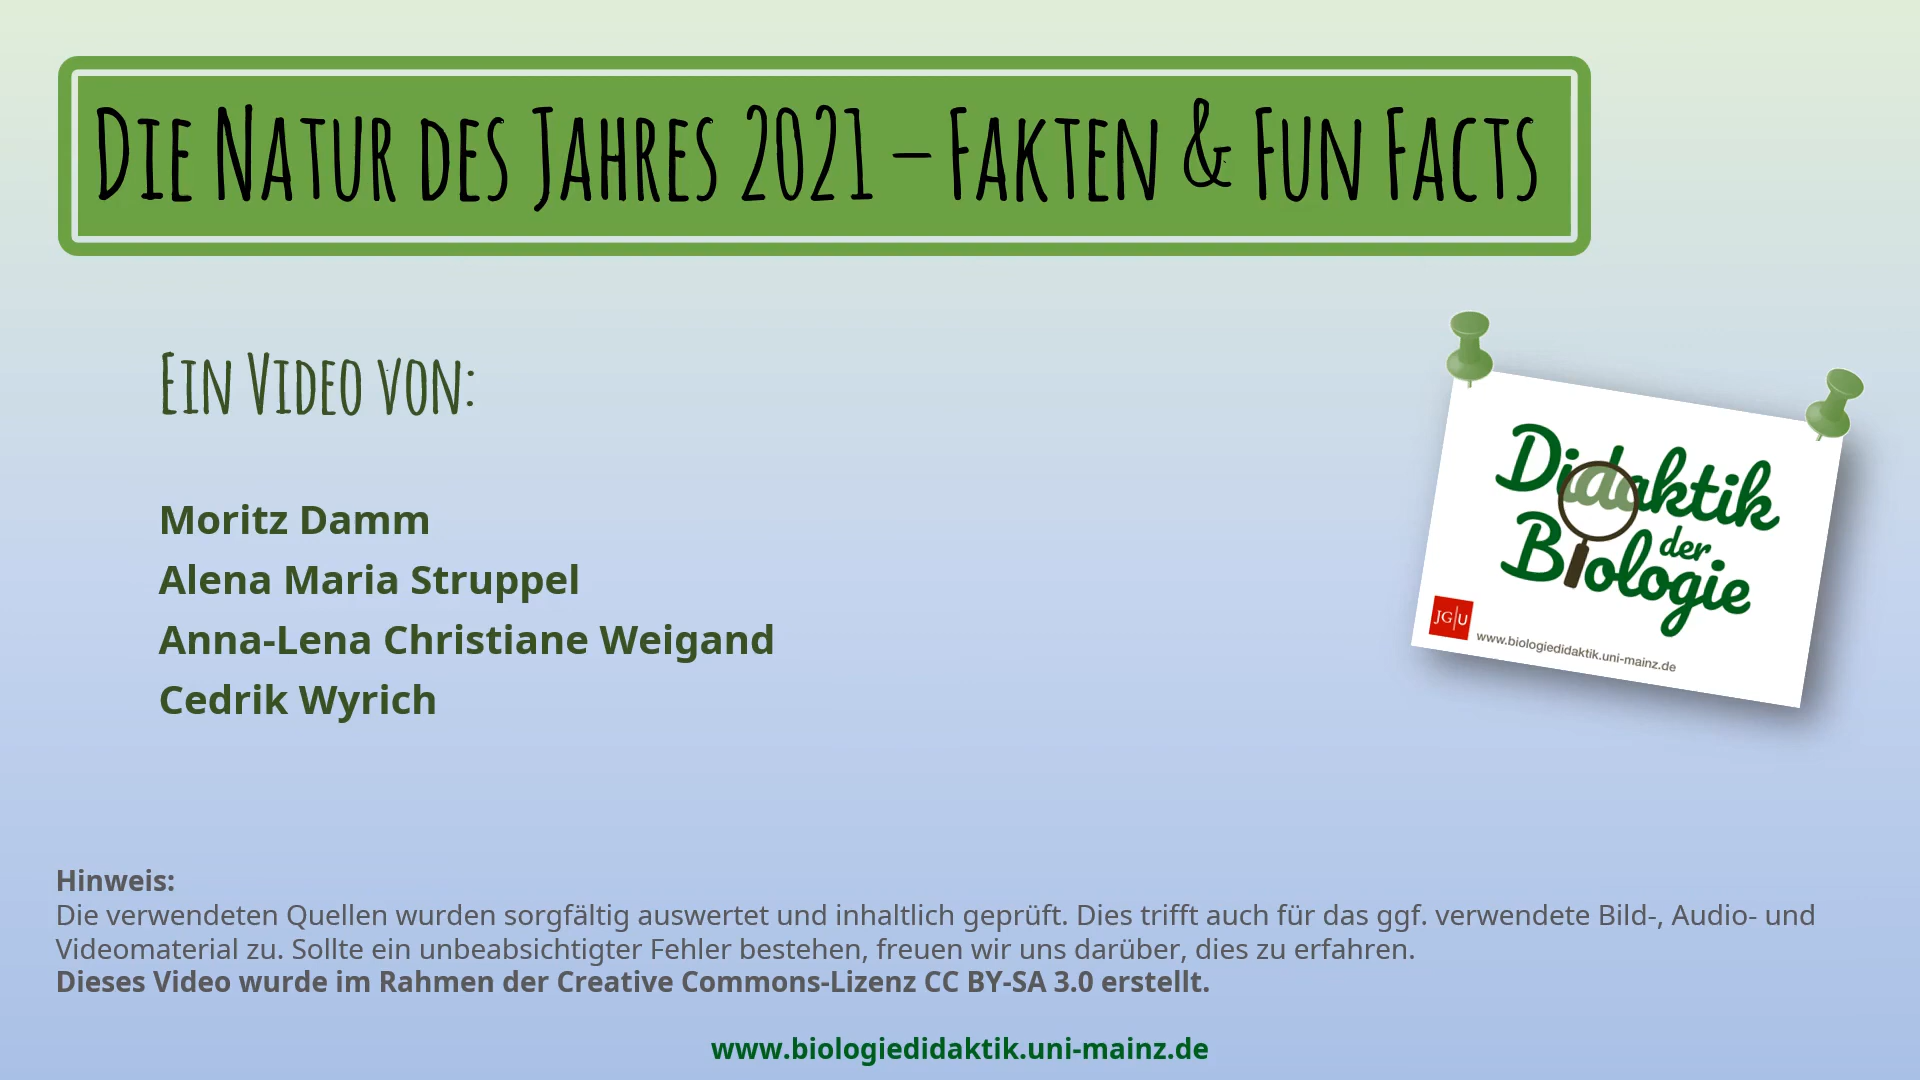 Die Natur des Jahres 2021 – Fakten & Fun Facts
Ein Video von:
Moritz Damm
Alena Maria Struppel
Anna-Lena Christiane Weigand
Cedrik Wyrich
Didaktik
der
Biologie
JG|U
www.biologiedidaktik.uni-mainz.de
Hinweis:
Die verwendeten Quellen wurden sorgfältig auswertet und inhaltlich geprüft. Dies trifft auch für das ggf. verwendete Bild-, Audio- und
Videomaterial zu. Sollte ein unbeabsichtigter Fehler bestehen, freuen wir uns darüber, dies zu erfahren.
Dieses Video wurde im Rahmen der Creative Commons-Lizenz CC BY-SA 3.0 erstellt.
www.biologiedidaktik.uni-mainz.de